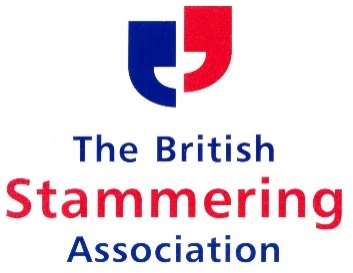 The British
Stammering
Association